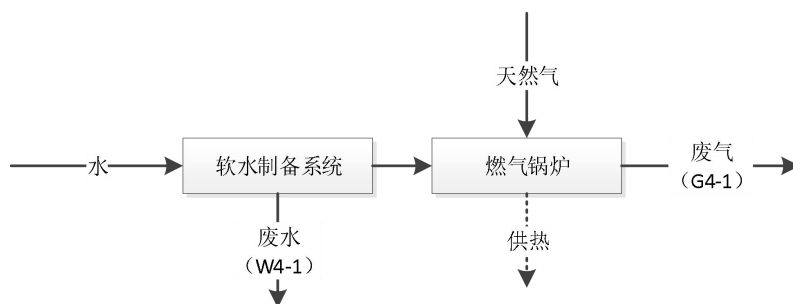 天然气
水
软水制备系统
燃气锅炉
废气
（G4-1）
废水
（W4-1）
供热